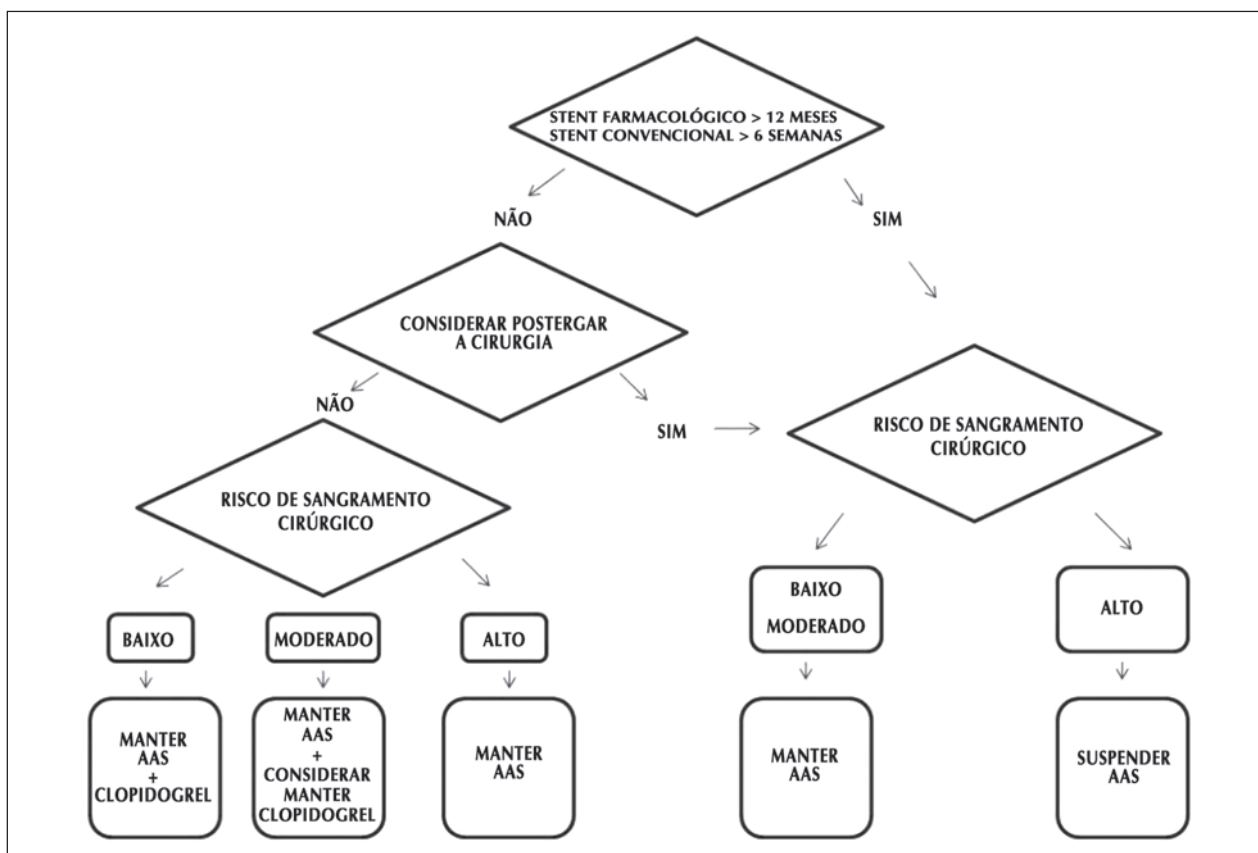 STENT FARMACOLÓGICO > 12 MESES
STENT CONVENCIONAL > 6 SEMANAS
NÃO
SIM
CONSIDERAR POSTERGAR
A CIRURGIA
NÃO
SIM
RISCO DE SANGRAMENTO
CIRÚRGICO
RISCO DE SANGRAMENTO
CIRÚRGICO
BAIXO
MODERADO
ALTO
BAIXO
MODERADO
ALTO
MANTER
AAS
+
CLOPIDOGREL
MANTER
AAS
+
CONSIDERAR
MANTER
CLOPIDOGREL
MANTER
AAS
MANTER
AAS
SUSPENDER
AAS